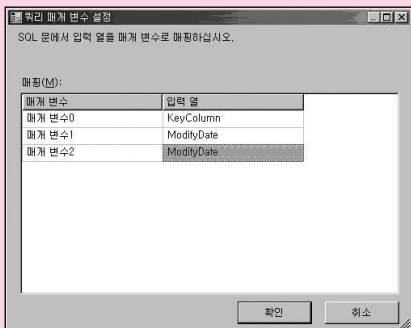 쿼리 매개 변수 설정
SQL 문에서 입력 열을 매개 변수로 매핑하십시오.
매핑(M):
매개 변수 입력 열
매개 변수0 KeyColumn
매개 변수1 ModifyDate
매개 변수2 ModifyDate
확인 취소